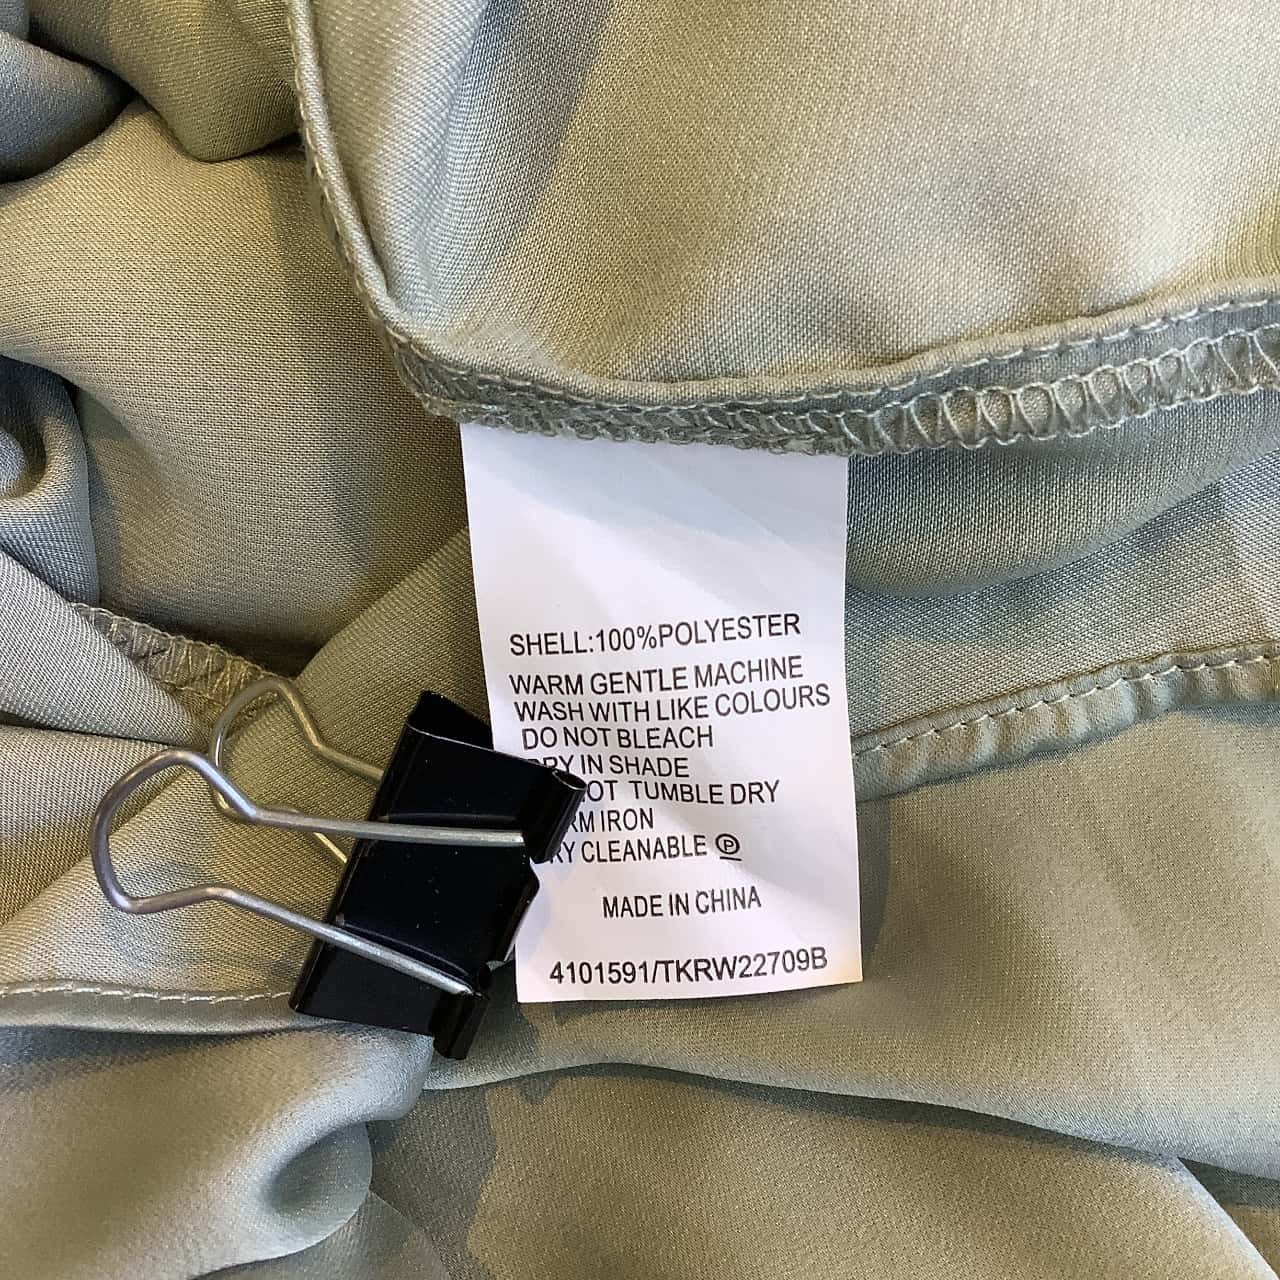 SHELL:100%POLYESTER
WARM GENTLE MACHINE
WASH WITH LIKE COLOURS
DO NOT BLEACH
IN SHADE
TUMBLE DRY
IRON
CLEANABLE Ⓟ
MADE IN CHINA
4101591/TKRW22709B